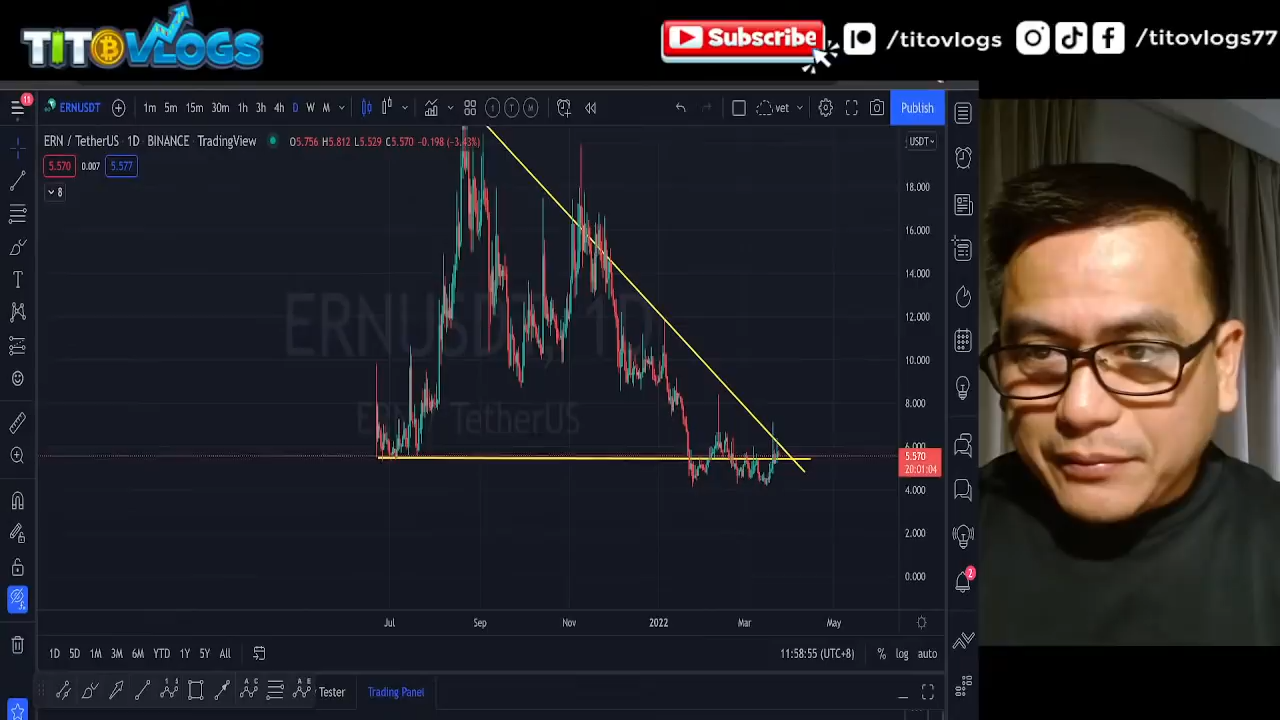 TITOVLOGS
Subscribe
/titovlogs
/titovlogs77
11
ERNUSDT
1m 5m 15m 30m 1h 3h 4h D W M
vet
Publish
ERN / TetherUS · 1D · BINANCE · TradingView
O5.756 H5.812 L5.529 C5.570 -0.198 (-3.43%)
USDT
5.570 0.007 5.577
8
18.000
16.000
14.000
12.000
10.000
8.000
6.000
5.570
20:01:04
4.000
2.000
0.000
ERNUSDT, 1D
ERN / TetherUS
2
Jul Sep Nov 2022 Mar May
1D 5D 1M 3M 6M YTD 1Y 5Y All
11:58:55 (UTC+8) % log auto
Tester Trading Panel